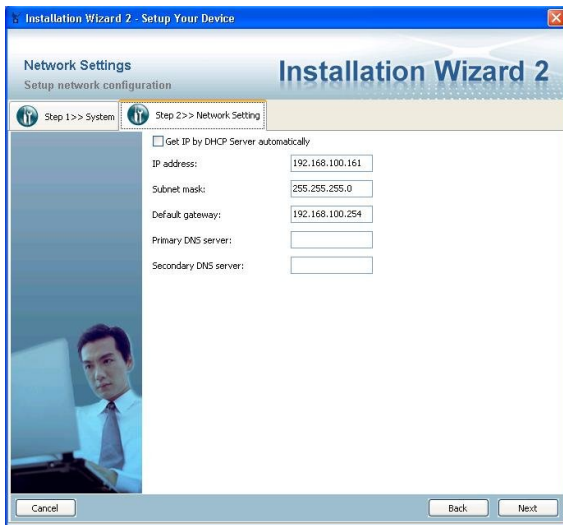 Installation Wizard 2 - Setup Your Device
Network Settings
Setup network configuration
Installation Wizard 2
Step 1>> System
Step 2>> Network Setting
Get IP by DHCP Server automatically
IP address: 192.168.100.161
Subnet mask: 255.255.255.0
Default gateway: 192.168.100.254
Primary DNS server:
Secondary DNS server:
Cancel
Back
Next